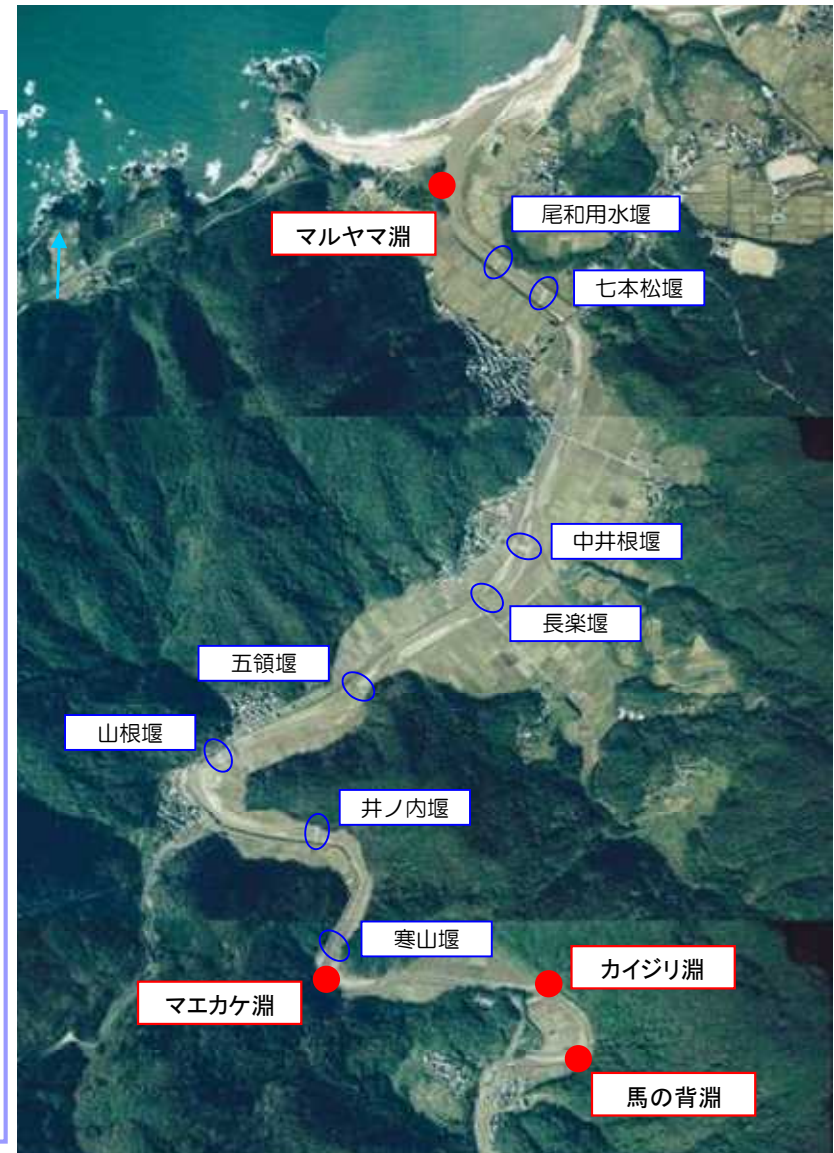 尾和用水堰
マルヤマ淵
七本松堰
中井根堰
長楽堰
五領堰
山根堰
井ノ内堰
寒山堰
カイジリ淵
マエカケ淵
馬の背淵